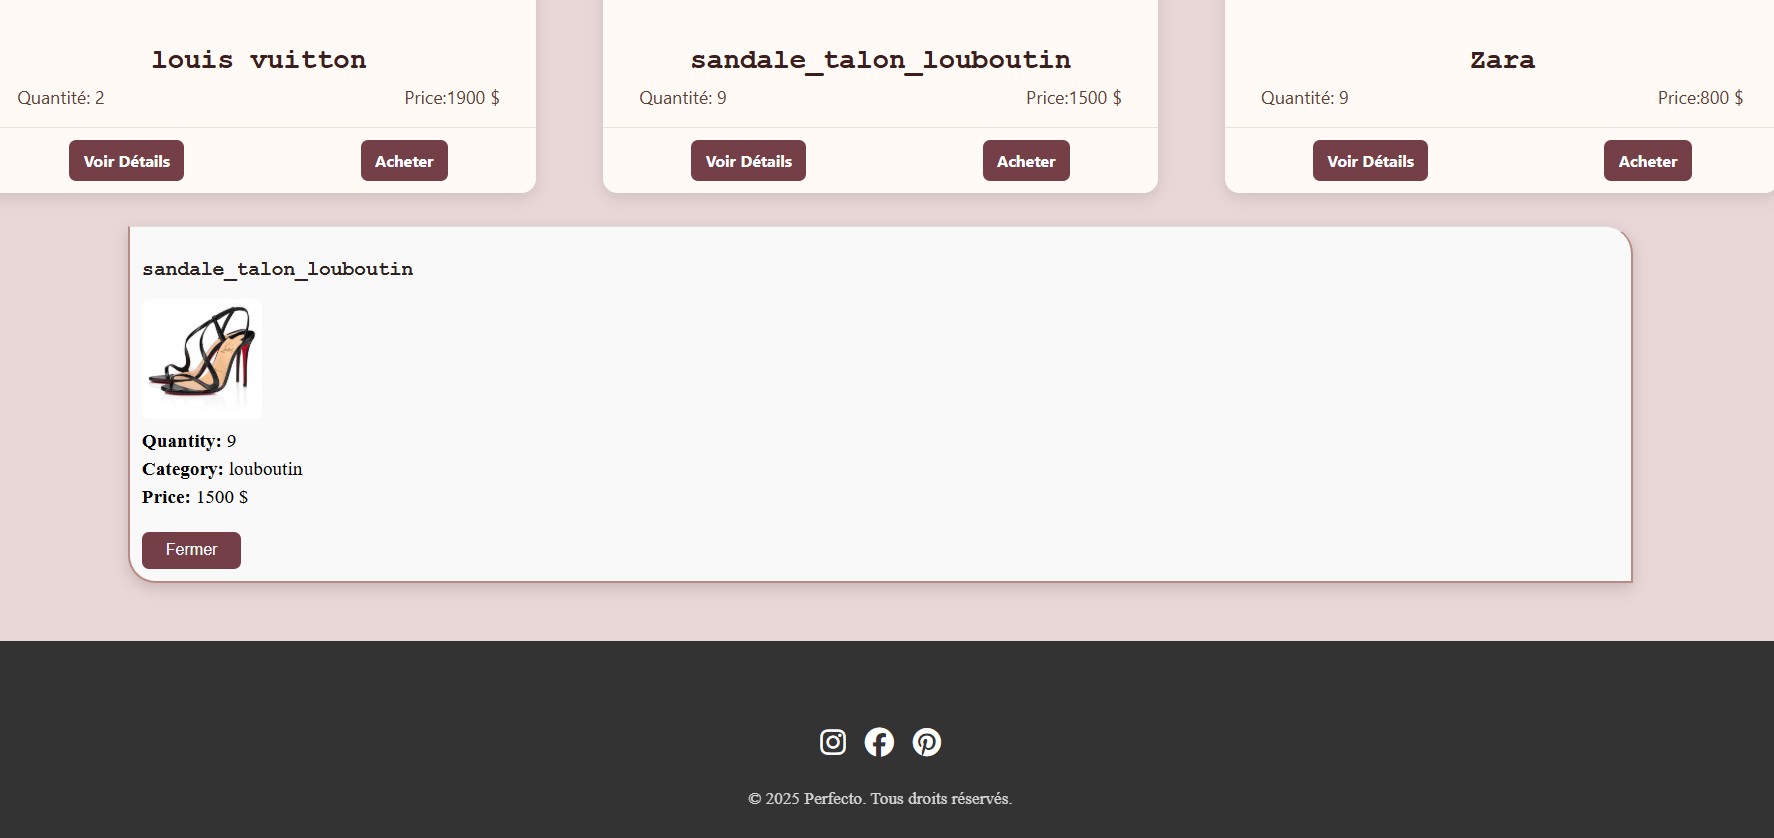 louis vuitton
Quantité: 2 Price:1900 $
Voir Détails Acheter
sandale_talon_louboutin
Quantité: 9 Price:1500 $
Voir Détails Acheter
Zara
Quantité: 9 Price:800 $
Voir Détails Acheter
sandale_talon_louboutin
Quantity: 9
Category: louboutin
Price: 1500 $
Fermer
© 2025 Perfecto. Tous droits réservés.